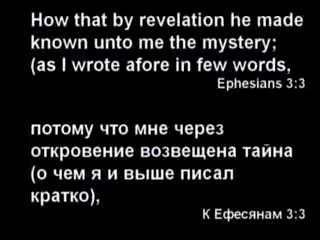 How that by revelation he made
known unto me the mystery;
(as I wrote afore in few words,
Ephesians 3:3
потому что мне через
откровение возвещена тайна
(о чем я и выше писал
кратко),
К Ефесянам 3:3